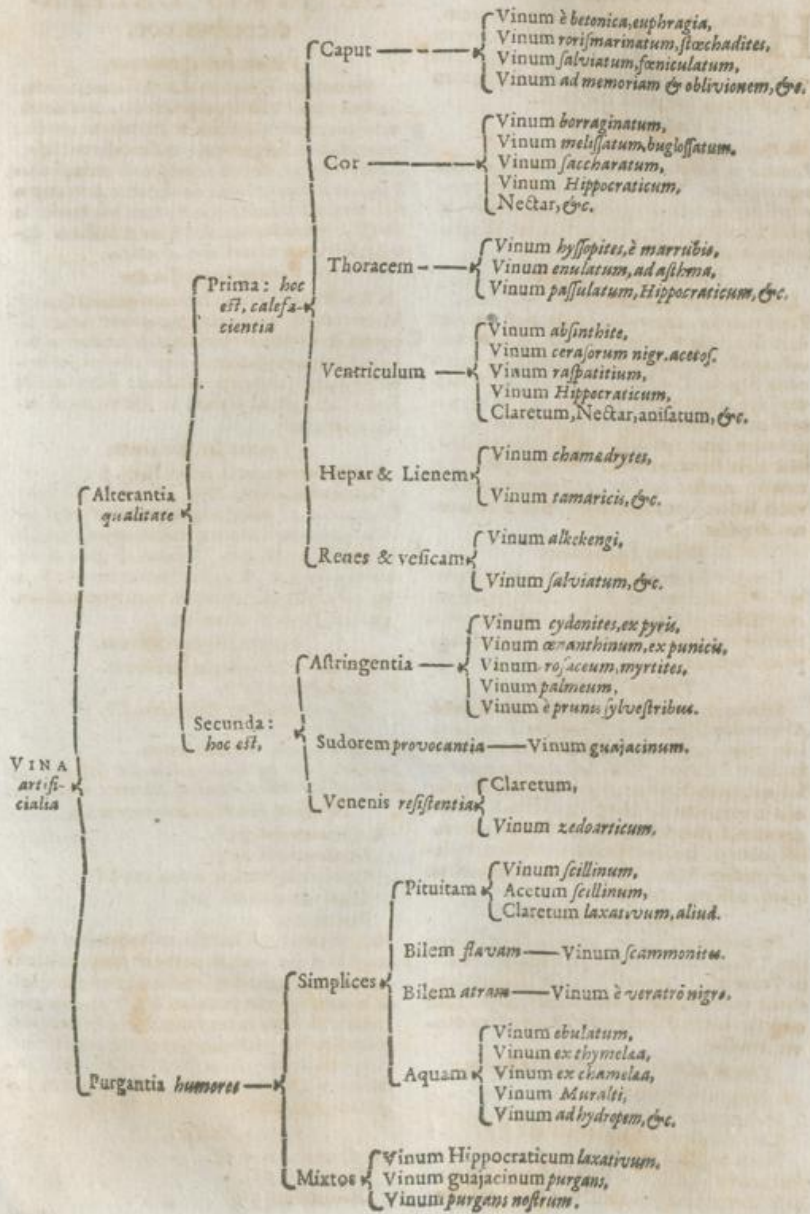 Caput
Vinum è betonica, euphragia,
Vinum rorismarinatum, stœchadites,
Vinum salviatum, fœniculatum,
Vinum ad memoriam & oblivionem, &c.
Cor
Vinum borraginatum,
Vinum melissatum, buglossatum.
Vinum saccharatum,
Vinum Hippocraticum,
Nectar, &c.
Thoracem
Vinum hyssopites, è marrubio,
Vinum enulatum, ad asthma,
Vinum passulatum, Hippocraticum, &c.
Prima: hoc
est, calefa-
cientia
Ventriculum
Vinum absinthite,
Vinum cerasorum nigr. acetos.
Vinum raspatitium,
Vinum Hippocraticum,
Claretum, Nectar, anisatum, &c.
Hepar & Lienem
Vinum chamædrytes,
Vinum tamaricis, &c.
Alterantia
qualitate
Renes & vesicam
Vinum alkekengi,
Vinum salviatum, &c.
Secunda:
hoc est,
Astringentia
Vinum cydonites, ex pyris,
Vinum œnanthinum, ex punicis,
Vinum rosaceum, myrtites,
Vinum palmeum,
Vinum è prunis sylvestribus.
Sudorem provocantia
Vinum guajacinum.
Venenis resistentia
Claretum,
Vinum zedoarticum.
VINA
artifi-
cialia
Purgantia humores
Simplices
Pituitam
Vinum scillinum,
Acetum scillinum,
Claretum laxativum, aliud.
Bilem flavam
Vinum scammonites.
Bilem atram
Vinum è veratrô nigro.
Aquam
Vinum ebulatum,
Vinum ex thymelæa,
Vinum ex chamelæa,
Vinum Muralti,
Vinum ad hydropem, &c.
Mixtos
Vinum Hippocraticum laxativum,
Vinum guajacinum purgans,
Vinum purgans nostrum.